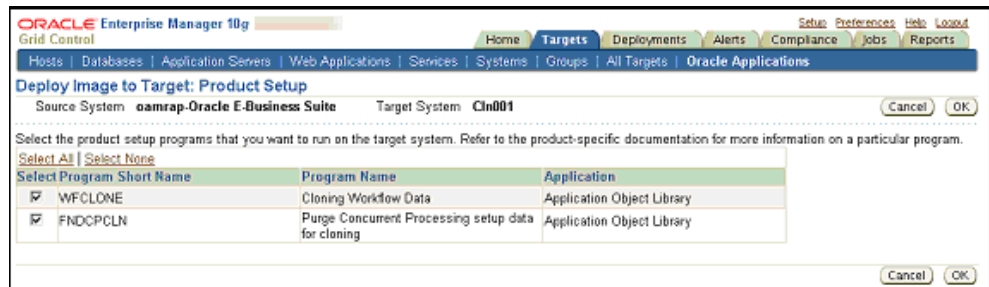 ORACLE Enterprise Manager 10g
Grid Control
Setup Preferences Help Logout
Home Targets Deployments Alerts Compliance Jobs Reports
Hosts | Databases | Application Servers | Web Applications | Services | Systems | Groups | All Targets | Oracle Applications
Deploy Image to Target: Product Setup
Source System oamrap-Oracle E-Business Suite Target System Cln001
Cancel OK
Select the product setup programs that you want to run on the target system. Refer to the product-specific documentation for more information on a particular program.
Select All | Select None
Select Program Short Name Program Name Application
WFCLONE Cloning Workflow Data Application Object Library
FNDCPCLN Purge Concurrent Processing setup data for cloning Application Object Library
Cancel OK